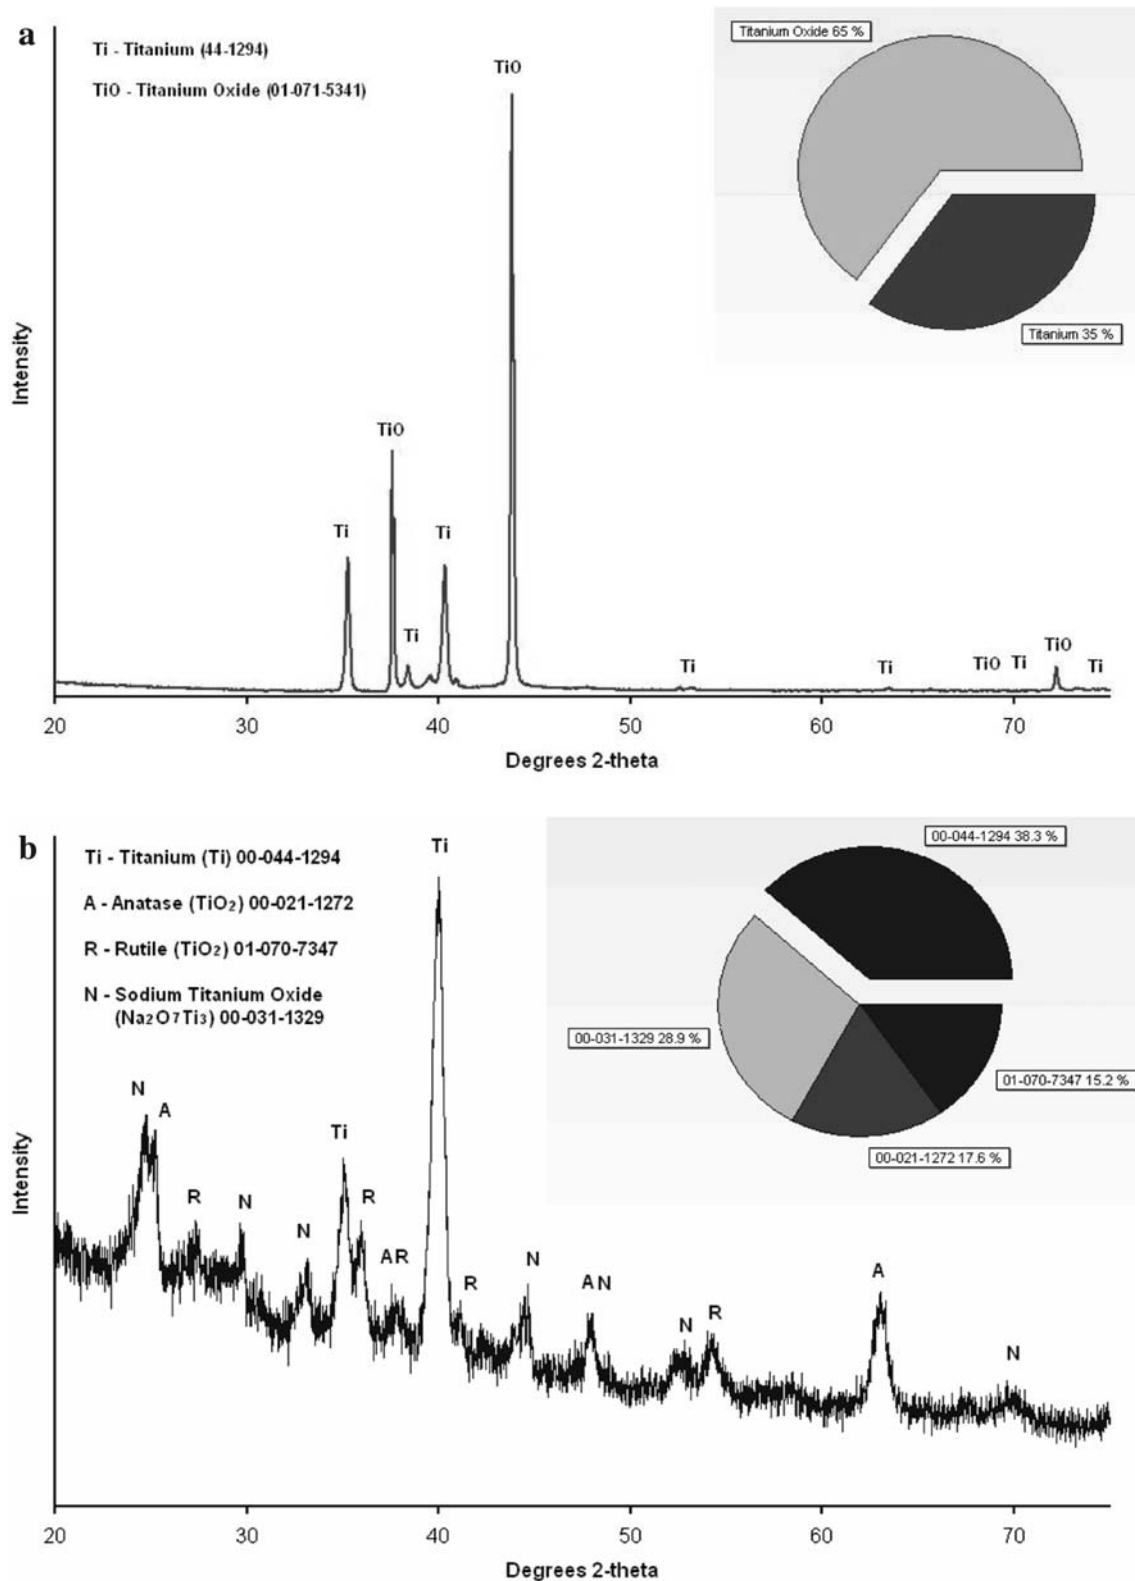 a
Ti - Titanium (44-1294)
TiO - Titanium Oxide (01-071-5341)
Titanium Oxide 65 %
Titanium 35 %
TiO
TiO
Ti
Ti
Ti
Ti
Ti
TiO
Ti
TiO
Ti
Intensity
20
30
40
50
60
70
Degrees 2-theta
b
Ti - Titanium (Ti) 00-044-1294
A - Anatase (TiO2) 00-021-1272
R - Rutile (TiO2) 01-070-7347
N - Sodium Titanium Oxide
(Na2O7Ti3) 00-031-1329
00-044-1294 38.3 %
00-031-1329 28.9 %
01-070-7347 15.2 %
00-021-1272 17.6 %
Ti
N
A
R
N
N
Ti
R
A R
R
N
A N
N
R
A
N
Intensity
20
30
40
50
60
70
Degrees 2-theta